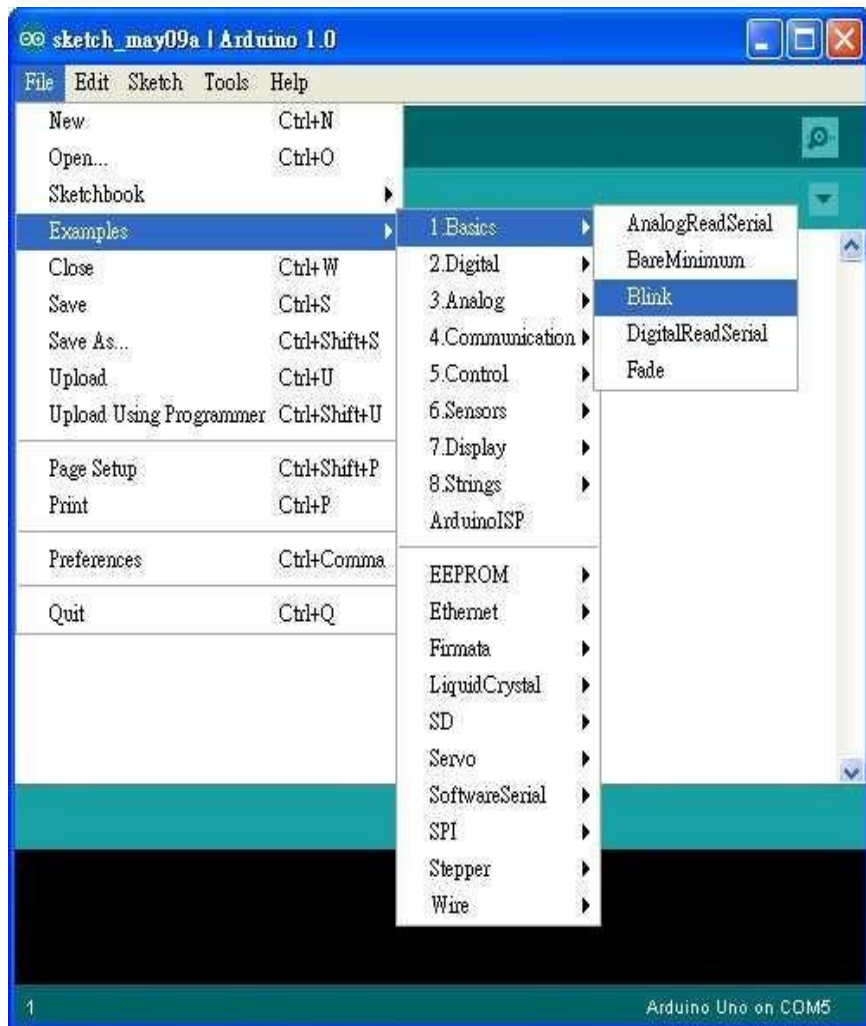 sketch_may09a | Arduino 1.0
File Edit Sketch Tools Help
New Ctrl+N
Open... Ctrl+O
Sketchbook
Examples
Close Ctrl+W
Save Ctrl+S
Save As... Ctrl+Shift+S
Upload Ctrl+U
Upload Using Programmer Ctrl+Shift+U
Page Setup Ctrl+Shift+P
Print Ctrl+P
Preferences Ctrl+Comma
Quit Ctrl+Q
1.Basics
2.Digital
3.Analog
4.Communication
5.Control
6.Sensors
7.Display
8.Strings
ArduinoISP
EEPROM
Ethernet
Firmata
LiquidCrystal
SD
Servo
SoftwareSerial
SPI
Stepper
Wire
AnalogReadSerial
BareMinimum
Blink
DigitalReadSerial
Fade
1 Arduino Uno on COM5